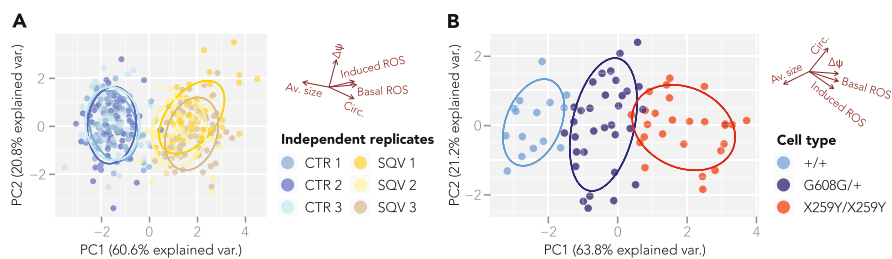 A
PC2 (20.8% explained var.)
2
0
−2
−2
0
2
4
PC1 (60.6% explained var.)
Δψ
Induced ROS
Av. size
Basal ROS
Circ.
Independent replicates
CTR 1
SQV 1
CTR 2
SQV 2
CTR 3
SQV 3
B
PC2 (21.2% explained var.)
2
0
−2
−2
0
2
4
PC1 (63.8% explained var.)
Circ.
Δψ
Av. size
Basal ROS
Induced ROS
Cell type
+/+
G608G/+
X259Y/X259Y